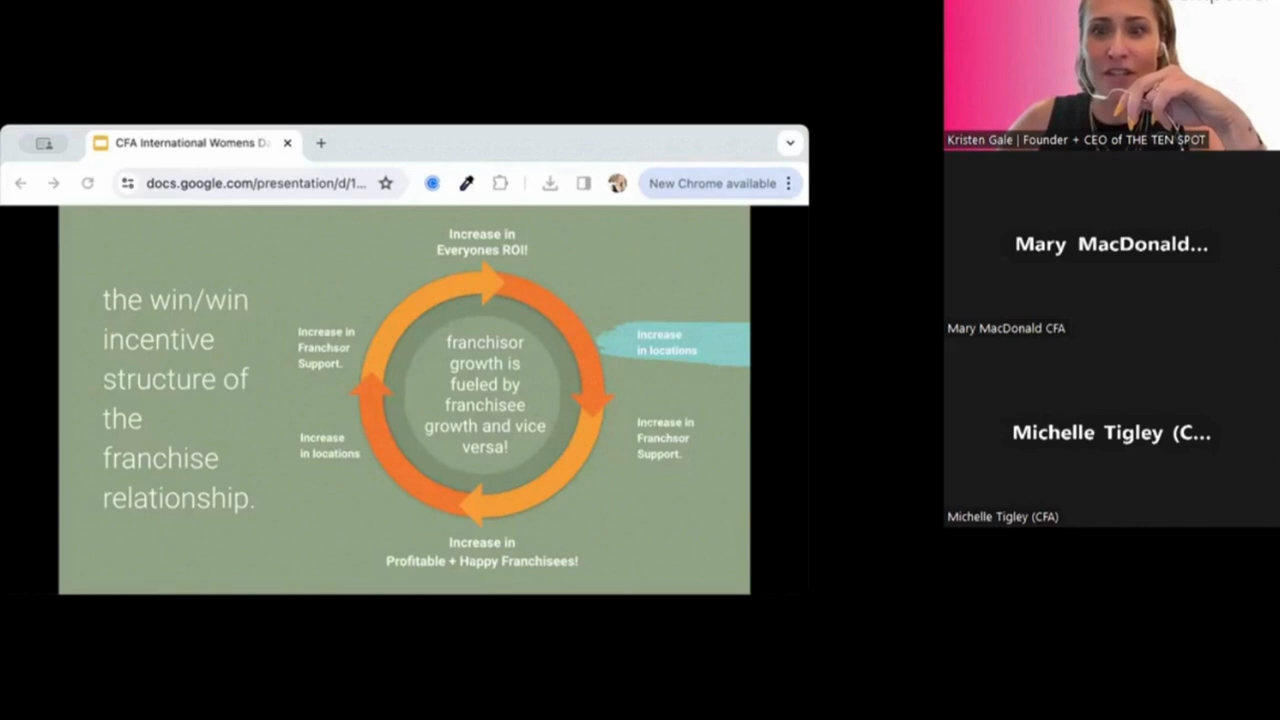 CFA International Womens Da
docs.google.com/presentation/d/1...
New Chrome available
the win/win
incentive
structure of
the
franchise
relationship.
Increase in
Everyones ROI!
Increase
in locations
Increase in
Franchsor
Support.
Increase in
Profitable + Happy Franchisees!
Increase
in locations
Increase in
Franchsor
Support.
franchisor
growth is
fueled by
franchisee
growth and vice
versa!
Kristen Gale | Founder + CEO of THE TEN SPOT
Mary MacDonald...
Mary MacDonald CFA
Michelle Tigley (C...
Michelle Tigley (CFA)